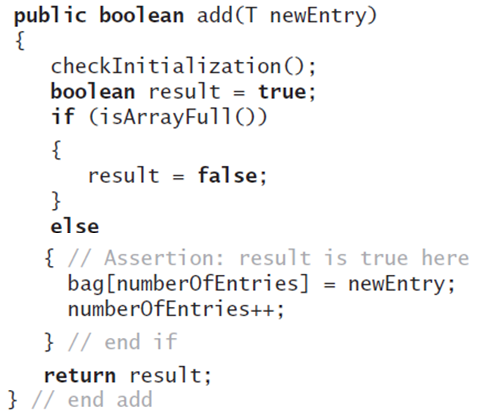 public boolean add(T newEntry)
{
checkInitialization();
boolean result = true;
if (isArrayFull())
{
result = false;
}
else
{ // Assertion: result is true here
bag[numberOfEntries] = newEntry;
numberOfEntries++;
} // end if
return result;
} // end add